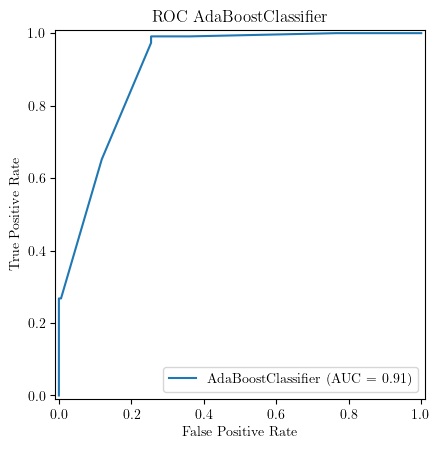 ROC AdaBoostClassifier
1.0
0.8
0.6
0.4
0.2
0.0
True Positive Rate
AdaBoostClassifier (AUC = 0.91)
0.0 0.2 0.4 0.6 0.8 1.0
False Positive Rate